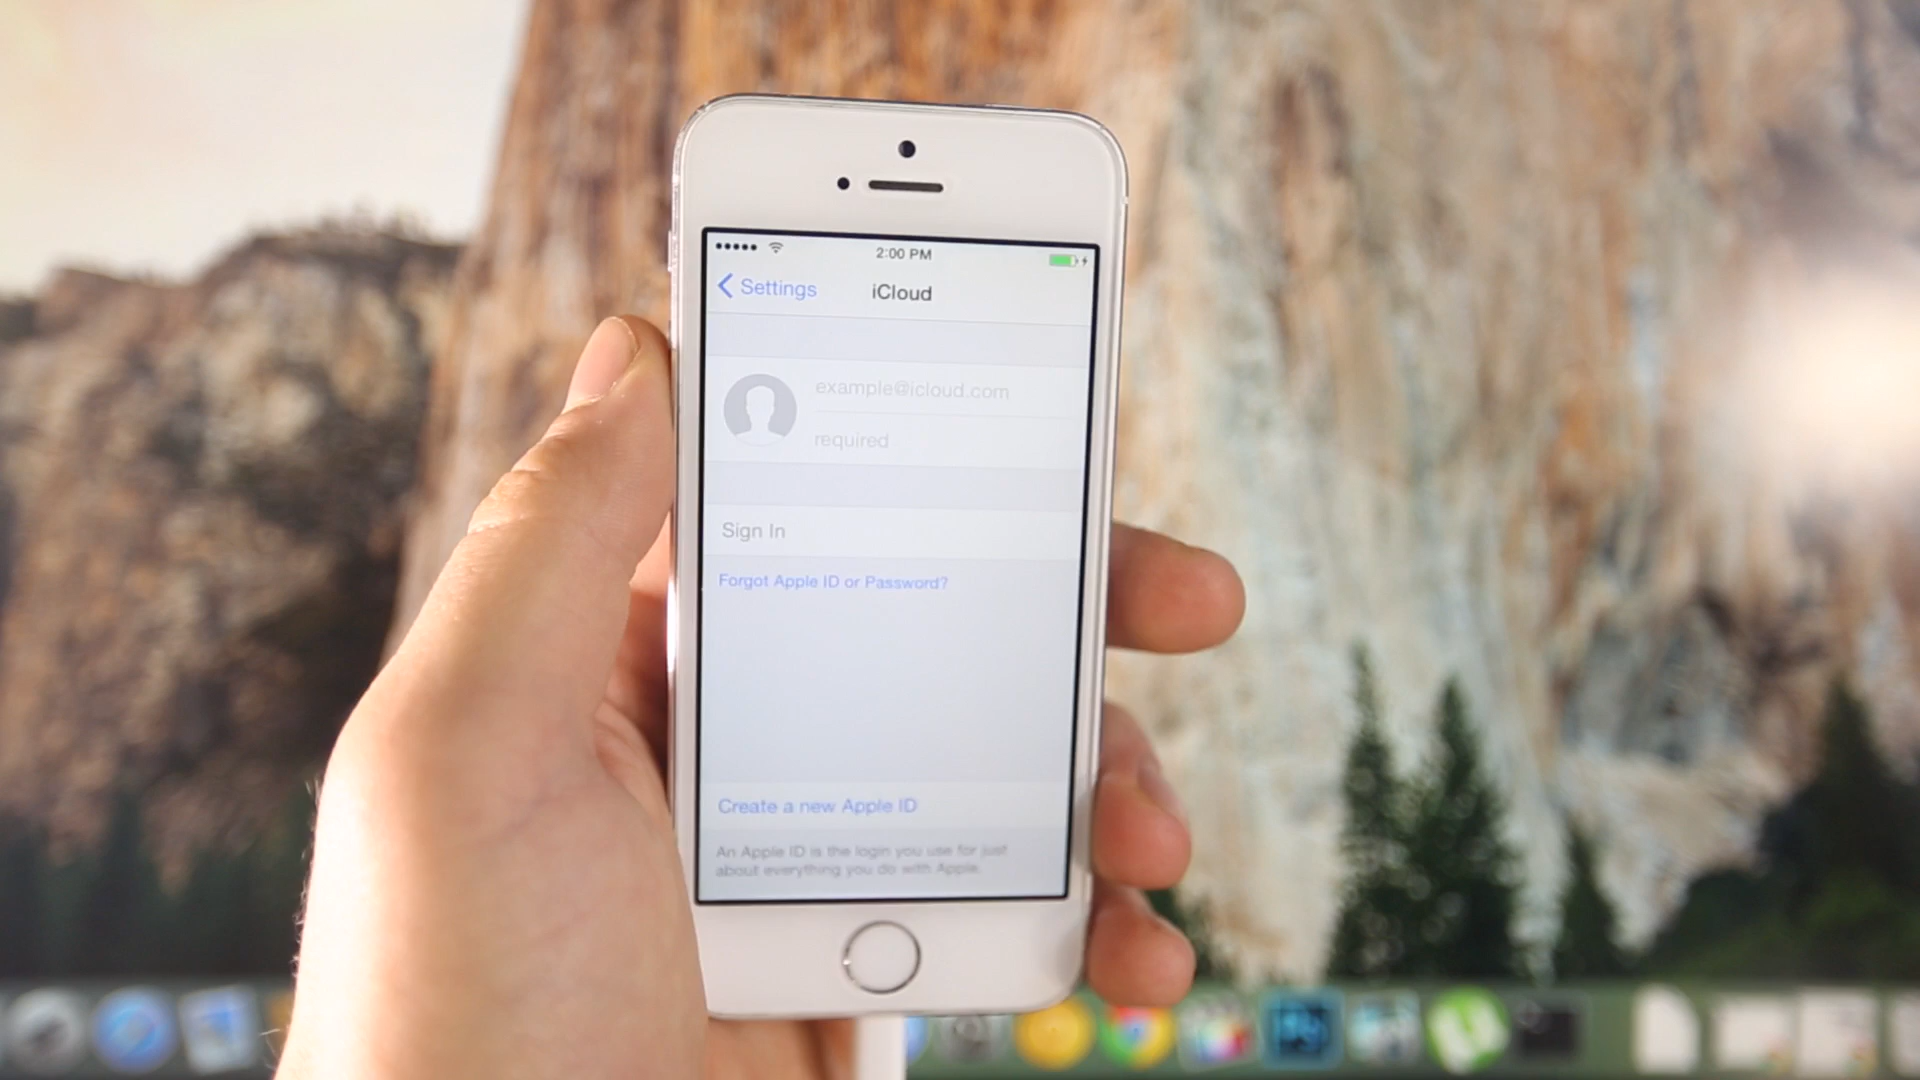 2:00 PM
Settings
iCloud
example@icloud.com
required
Sign In
Forgot Apple ID or Password?
Create a new Apple ID
An Apple ID is the login you use for just
about everything you do with Apple.
Ps